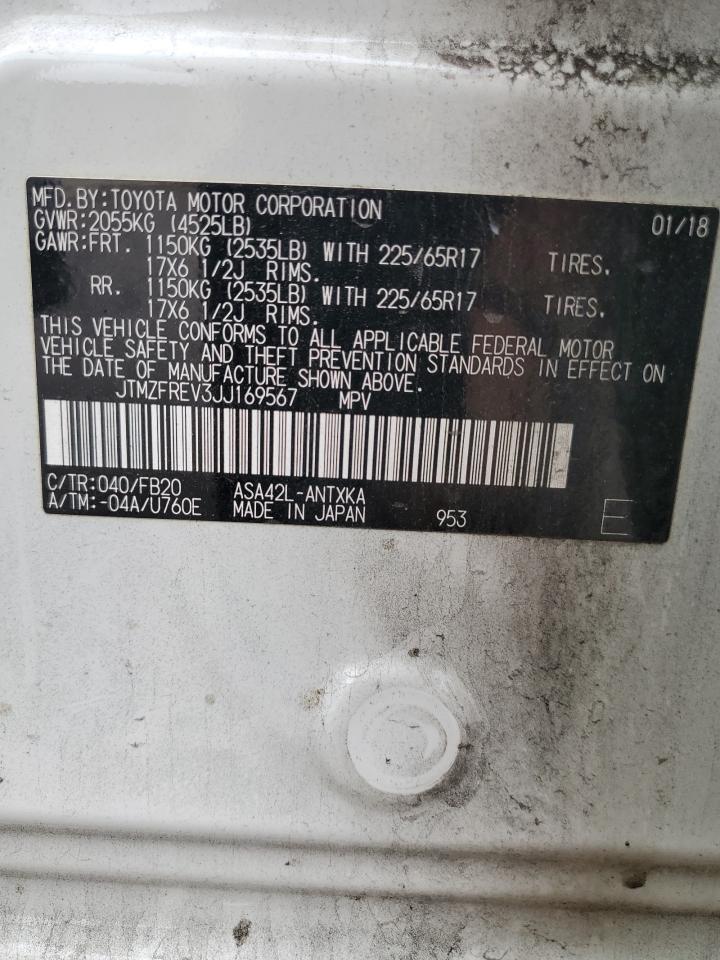 MFD.BY:TOYOTA MOTOR CORPORATION 01/18
GVWR:2055KG (4525LB)
GAWR:FRT. 1150KG (2535LB) WITH 225/65R17 TIRES.
17X6 1/2J RIMS.
RR. 1150KG (2535LB) WITH 225/65R17 TIRES.
17X6 1/2J RIMS.
THIS VEHICLE CONFORMS TO ALL APPLICABLE FEDERAL MOTOR
VEHICLE SAFETY AND THEFT PREVENTION STANDARDS IN EFFECT ON
THE DATE OF MANUFACTURE SHOWN ABOVE.
JTMZFREV3JJ169567 MPV
C/TR:040/FB20 ASA42L-ANTXKA
A/TM:-04A/U760E MADE IN JAPAN 953 E